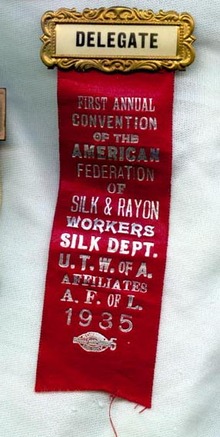 DELEGATE
FIRST ANNUAL
CONVENTION
OF THE
AMERICAN
FEDERATION
OF
SILK & RAYON
WORKERS
SILK DEPT.
U. T. W. OF A.
AFFILIATES
A. F. OF L.
1935